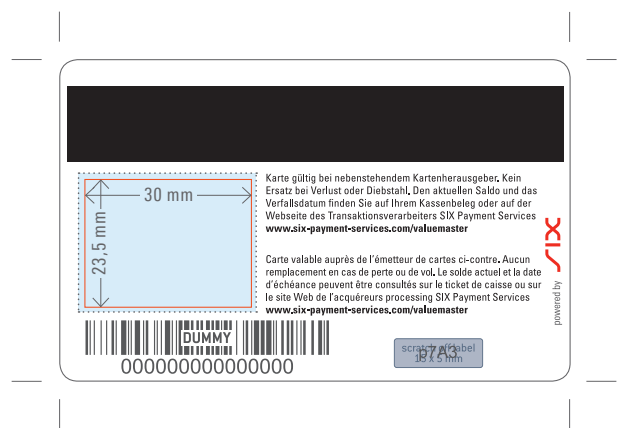 30 mm
23,5 mm
Karte gültig bei nebenstehendem Kartenherausgeber. Kein
Ersatz bei Verlust oder Diebstahl. Den aktuellen Saldo und das
Verfallsdatum finden Sie auf Ihrem Kassenbeleg oder auf der
Webseite des Transaktionsverarbeiters SIX Payment Services
www.six-payment-services.com/valuemaster
Carte valable auprès de l'émetteur de cartes ci-contre. Aucun
remplacement en cas de perte ou de vol. Le solde actuel et la date
d'échéance peuvent être consultés sur le ticket de caisse ou sur
le site Web de l'acquéreurs processing SIX Payment Services
www.six-payment-services.com/valuemaster
powered by SIX
DUMMY
000000000000000
scratch off label
15 x 5 mm
p7A3